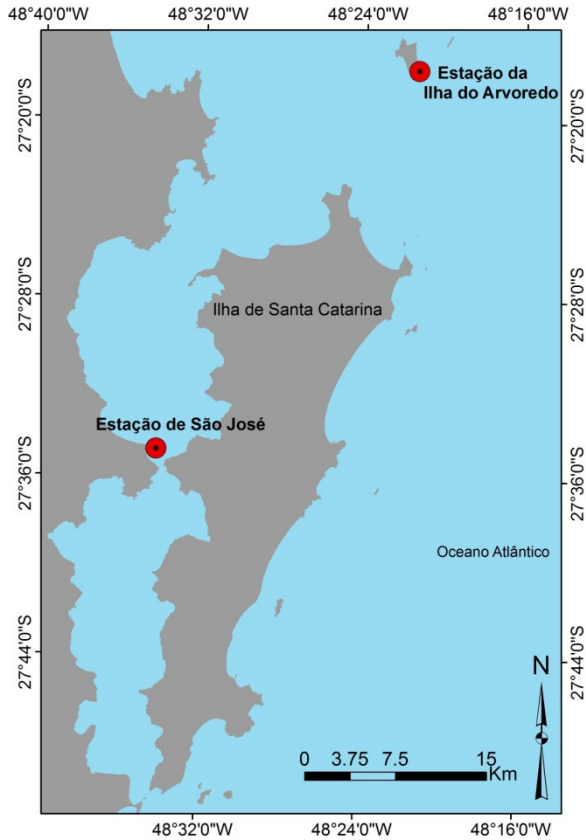 48°40'0"W 48°32'0"W 48°24'0"W 48°16'0"W
Estação da
Ilha do Arvoredo
27°20'0"S
27°20'0"S
27°28'0"S
Ilha de Santa Catarina
27°28'0"S
Estação de São José
27°36'0"S
27°36'0"S
Oceano Atlântico
27°44'0"S
27°44'0"S
N
0 3.75 7.5 15
Km
48°32'0"W 48°24'0"W 48°16'0"W